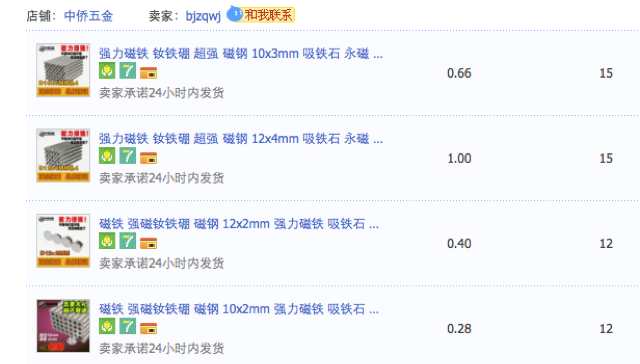 店铺： 中侨五金 卖家： bjzqwj 和我联系
强力磁铁 钕铁硼 超强 磁钢 10x3mm 吸铁石 永磁 ... 0.66 15
7
卖家承诺24小时内发货
强力磁铁 钕铁硼 超强 磁钢 12x4mm 吸铁石 永磁 ... 1.00 15
7
卖家承诺24小时内发货
磁铁 强磁钕铁硼 磁钢 12x2mm 强力磁铁 吸铁石 ... 0.40 12
7
卖家承诺24小时内发货
磁铁 强磁钕铁硼 磁钢 10x2mm 强力磁铁 吸铁石 ... 0.28 12
7
卖家承诺24小时内发货